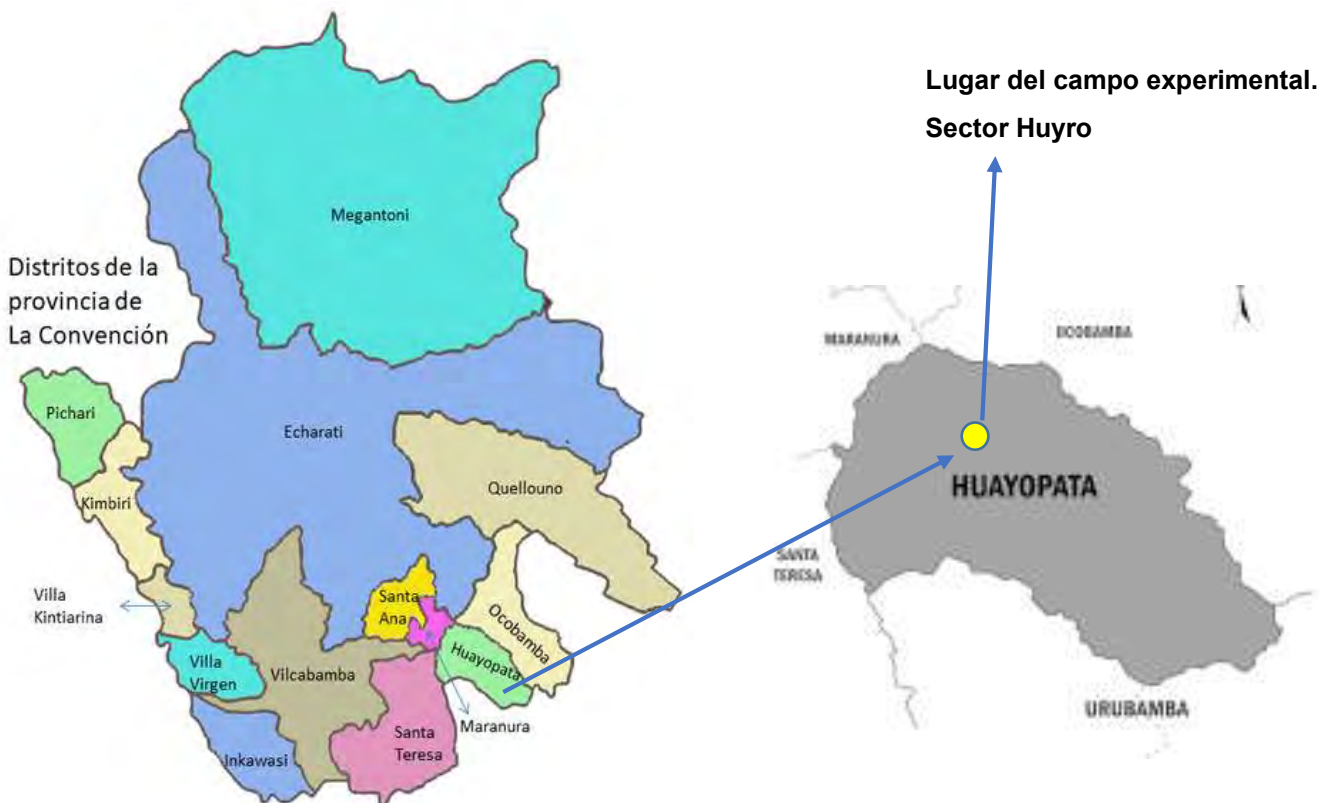 Lugar del campo experimental.
Sector Huyro
Megantoni
Distritos de la
provincia de
La Convención
Pichari
Echarati
Kimbiri
Quellouno
Villa
Kintiarina
Santa
Ana
Ocobamba
Huayopata
Villa
Virgen
Vilcabamba
Maranura
Santa
Teresa
Inkawasi
MARANURA
OCOBAMBA
HUAYOPATA
SANTA
TERESA
URUBAMBA